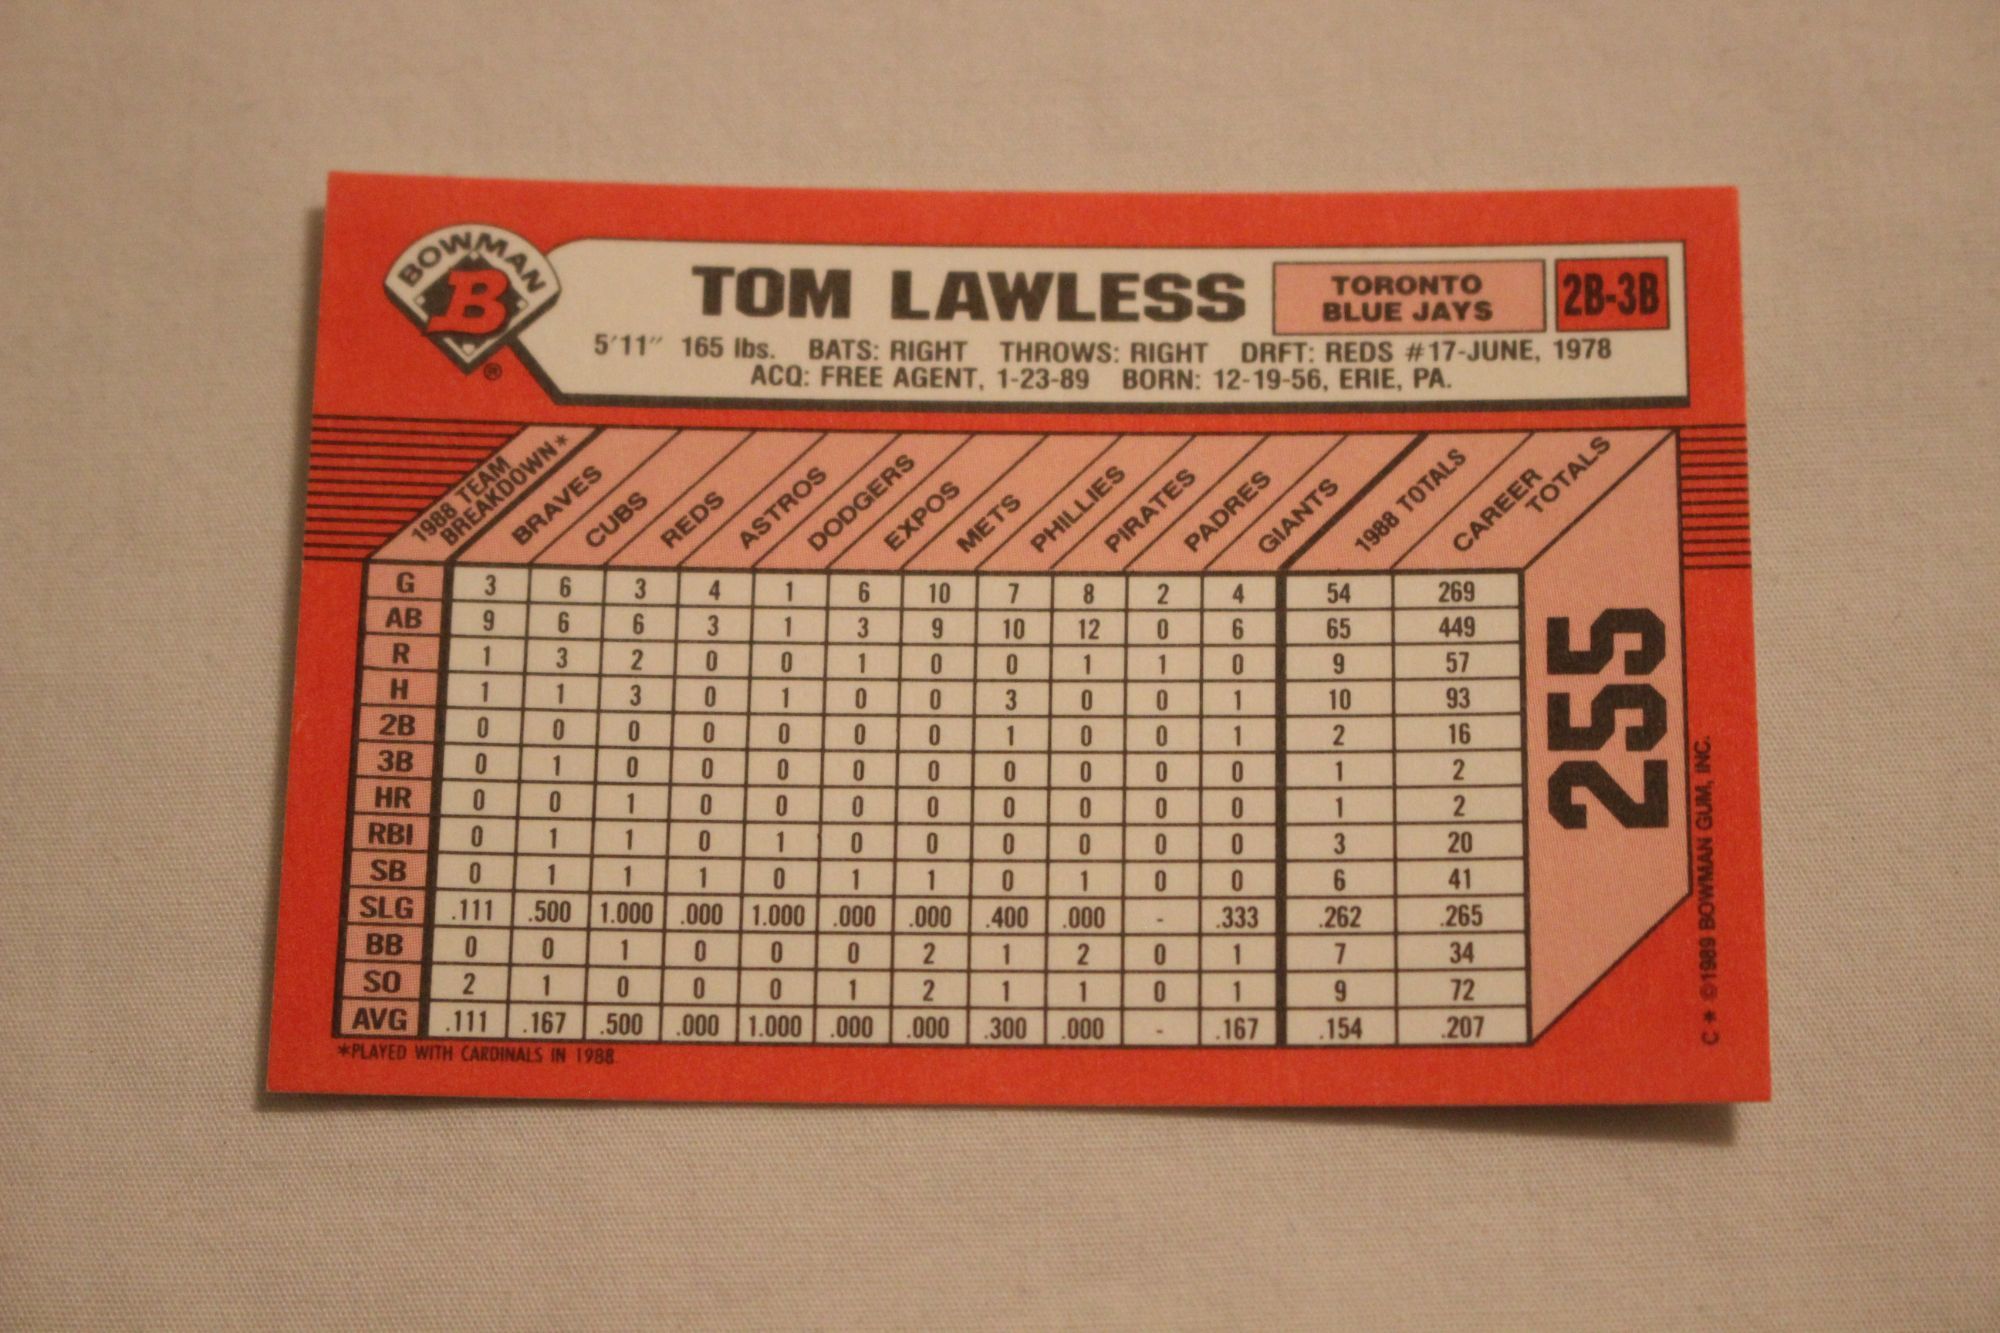 BOWMAN
B
®
TOM LAWLESS
TORONTO
BLUE JAYS
2B-3B
5'11" 165 lbs. BATS: RIGHT THROWS: RIGHT DRFT: REDS #17-JUNE, 1978
ACQ: FREE AGENT, 1-23-89 BORN: 12-19-56, ERIE, PA.
1988 TEAM BREAKDOWN* BRAVES CUBS REDS ASTROS DODGERS EXPOS METS PHILLIES PIRATES PADRES GIANTS 1988 TOTALS CAREER TOTALS
G 3 6 3 4 1 6 10 7 8 2 4 54 269
AB 9 6 6 3 1 3 9 10 12 0 6 65 449
R 1 3 2 0 0 1 0 0 1 1 0 9 57
H 1 1 3 0 1 0 0 3 0 0 1 10 93
2B 0 0 0 0 0 0 0 1 0 0 1 2 16
3B 0 1 0 0 0 0 0 0 0 0 0 1 2
HR 0 0 1 0 0 0 0 0 0 0 0 1 2
RBI 0 1 1 0 1 0 0 0 0 0 0 3 20
SB 0 1 1 1 0 1 1 0 1 0 0 6 41
SLG .111 .500 1.000 .000 1.000 .000 .000 .400 .000 - .333 .262 .265
BB 0 0 1 0 0 0 2 1 2 0 1 7 34
SO 2 1 0 0 0 1 2 1 1 0 1 9 72
AVG .111 .167 .500 .000 1.000 .000 .000 .300 .000 - .167 .154 .207
*PLAYED WITH CARDINALS IN 1988
255
C * ©1989 BOWMAN GUM, INC.